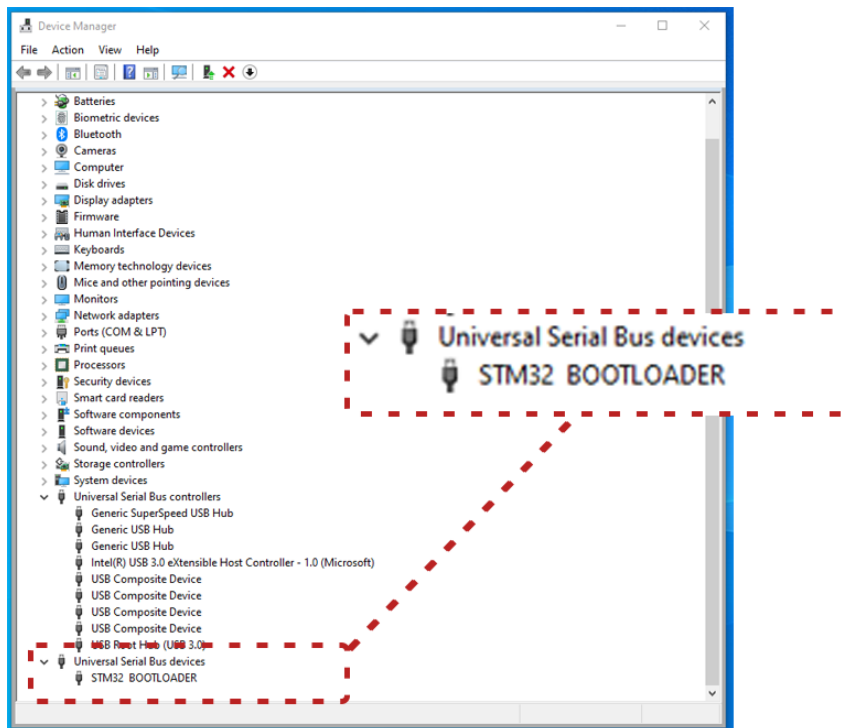 Device Manager
File Action View Help
Batteries
Biometric devices
Bluetooth
Cameras
Computer
Disk drives
Display adapters
Firmware
Human Interface Devices
Keyboards
Memory technology devices
Mice and other pointing devices
Monitors
Network adapters
Ports (COM & LPT)
Print queues
Processors
Security devices
Smart card readers
Software components
Software devices
Sound, video and game controllers
Storage controllers
System devices
Universal Serial Bus controllers
Generic SuperSpeed USB Hub
Generic USB Hub
Generic USB Hub
Intel(R) USB 3.0 eXtensible Host Controller - 1.0 (Microsoft)
USB Composite Device
USB Composite Device
USB Composite Device
USB Composite Device
USB Root Hub (USB 3.0)
Universal Serial Bus devices
STM32 BOOTLOADER
Universal Serial Bus devices
STM32 BOOTLOADER